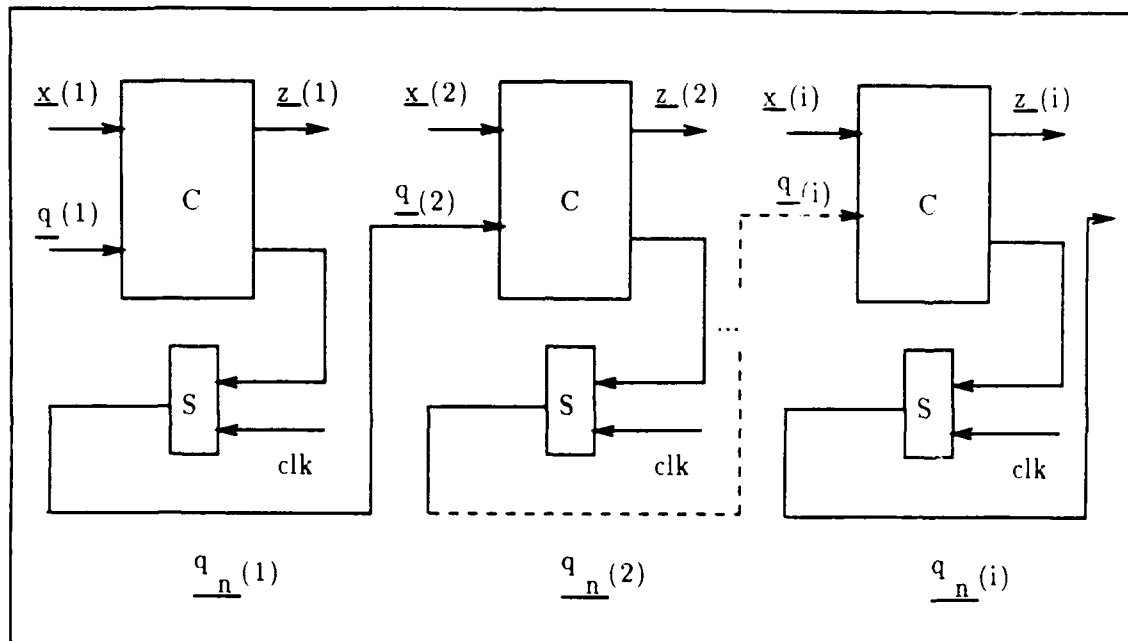 x(1) z(1) x(2) z(2) x(i) z(i)
q(1) C q(2) C q(i) C
...
S S S
clk clk clk
q_n(1) q_n(2) q_n(i)